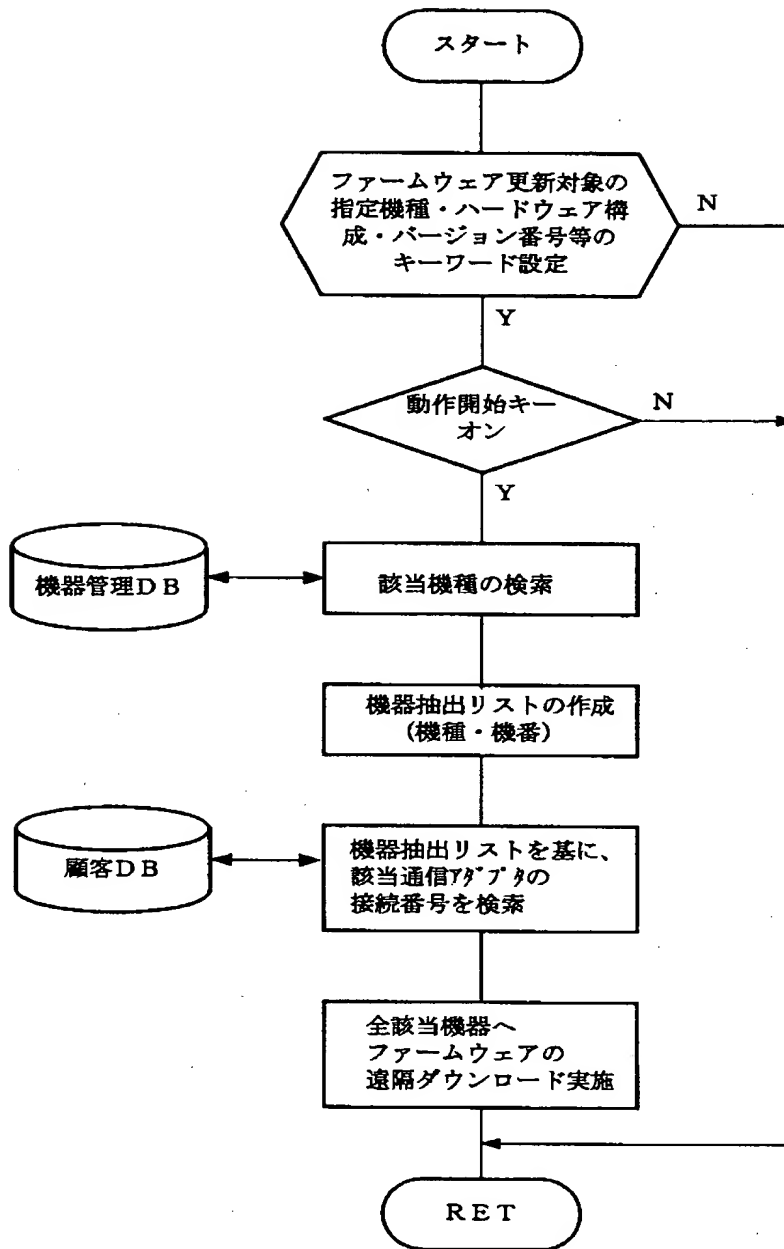 スタート
ファームウェア更新対象の
指定機種・ハードウェア構
成・バージョン番号等の
キーワード設定
N
Y
動作開始キー
オン
N
Y
機器管理ＤＢ
該当機種の検索
機器抽出リストの作成
(機種・機番)
顧客ＤＢ
機器抽出リストを基に、
該当通信ｱﾀﾞﾌﾟﾀの
接続番号を検索
全該当機器へ
ファームウェアの
遠隔ダウンロード実施
ＲＥＴ